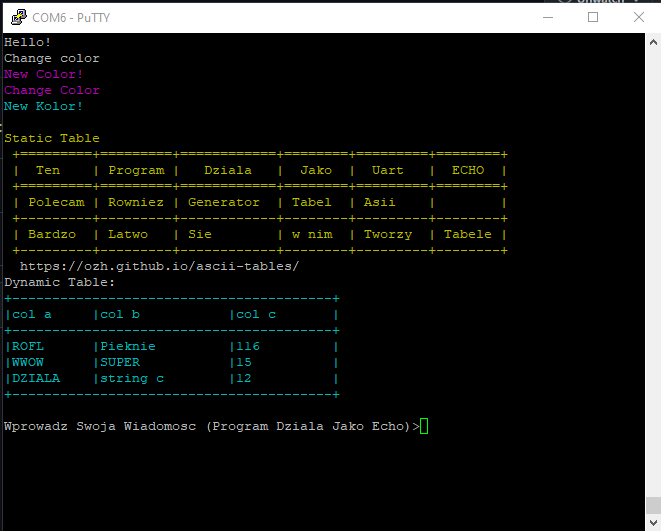 COM6 - PuTTY
Hello!
Change color
New Color!
Change Color
New Kolor!
Static Table
+=========+=========+============+========+=========+========+
|  Ten    | Program |   Dziala   |  Jako  |  Uart   |  ECHO  |
+=========+=========+============+========+=========+========+
| Polecam | Rowniez | Generator  | Tabel  | Asii    |        |
+---------+---------+------------+--------+---------+--------+
| Bardzo  | Latwo   | Sie        | w nim  | Tworzy  | Tabele |
+---------+---------+------------+--------+---------+--------+
https://ozh.github.io/ascii-tables/
Dynamic Table:
+----------------------------------------+
|col a     |col b           |col c       |
+----------------------------------------+
|ROFL      |Pieknie         |116         |
|WWOW      |SUPER           |15          |
|DZIALA    |string c        |12          |
+----------------------------------------+
Wprowadz Swoja Wiadomosc (Program Dziala Jako Echo)>